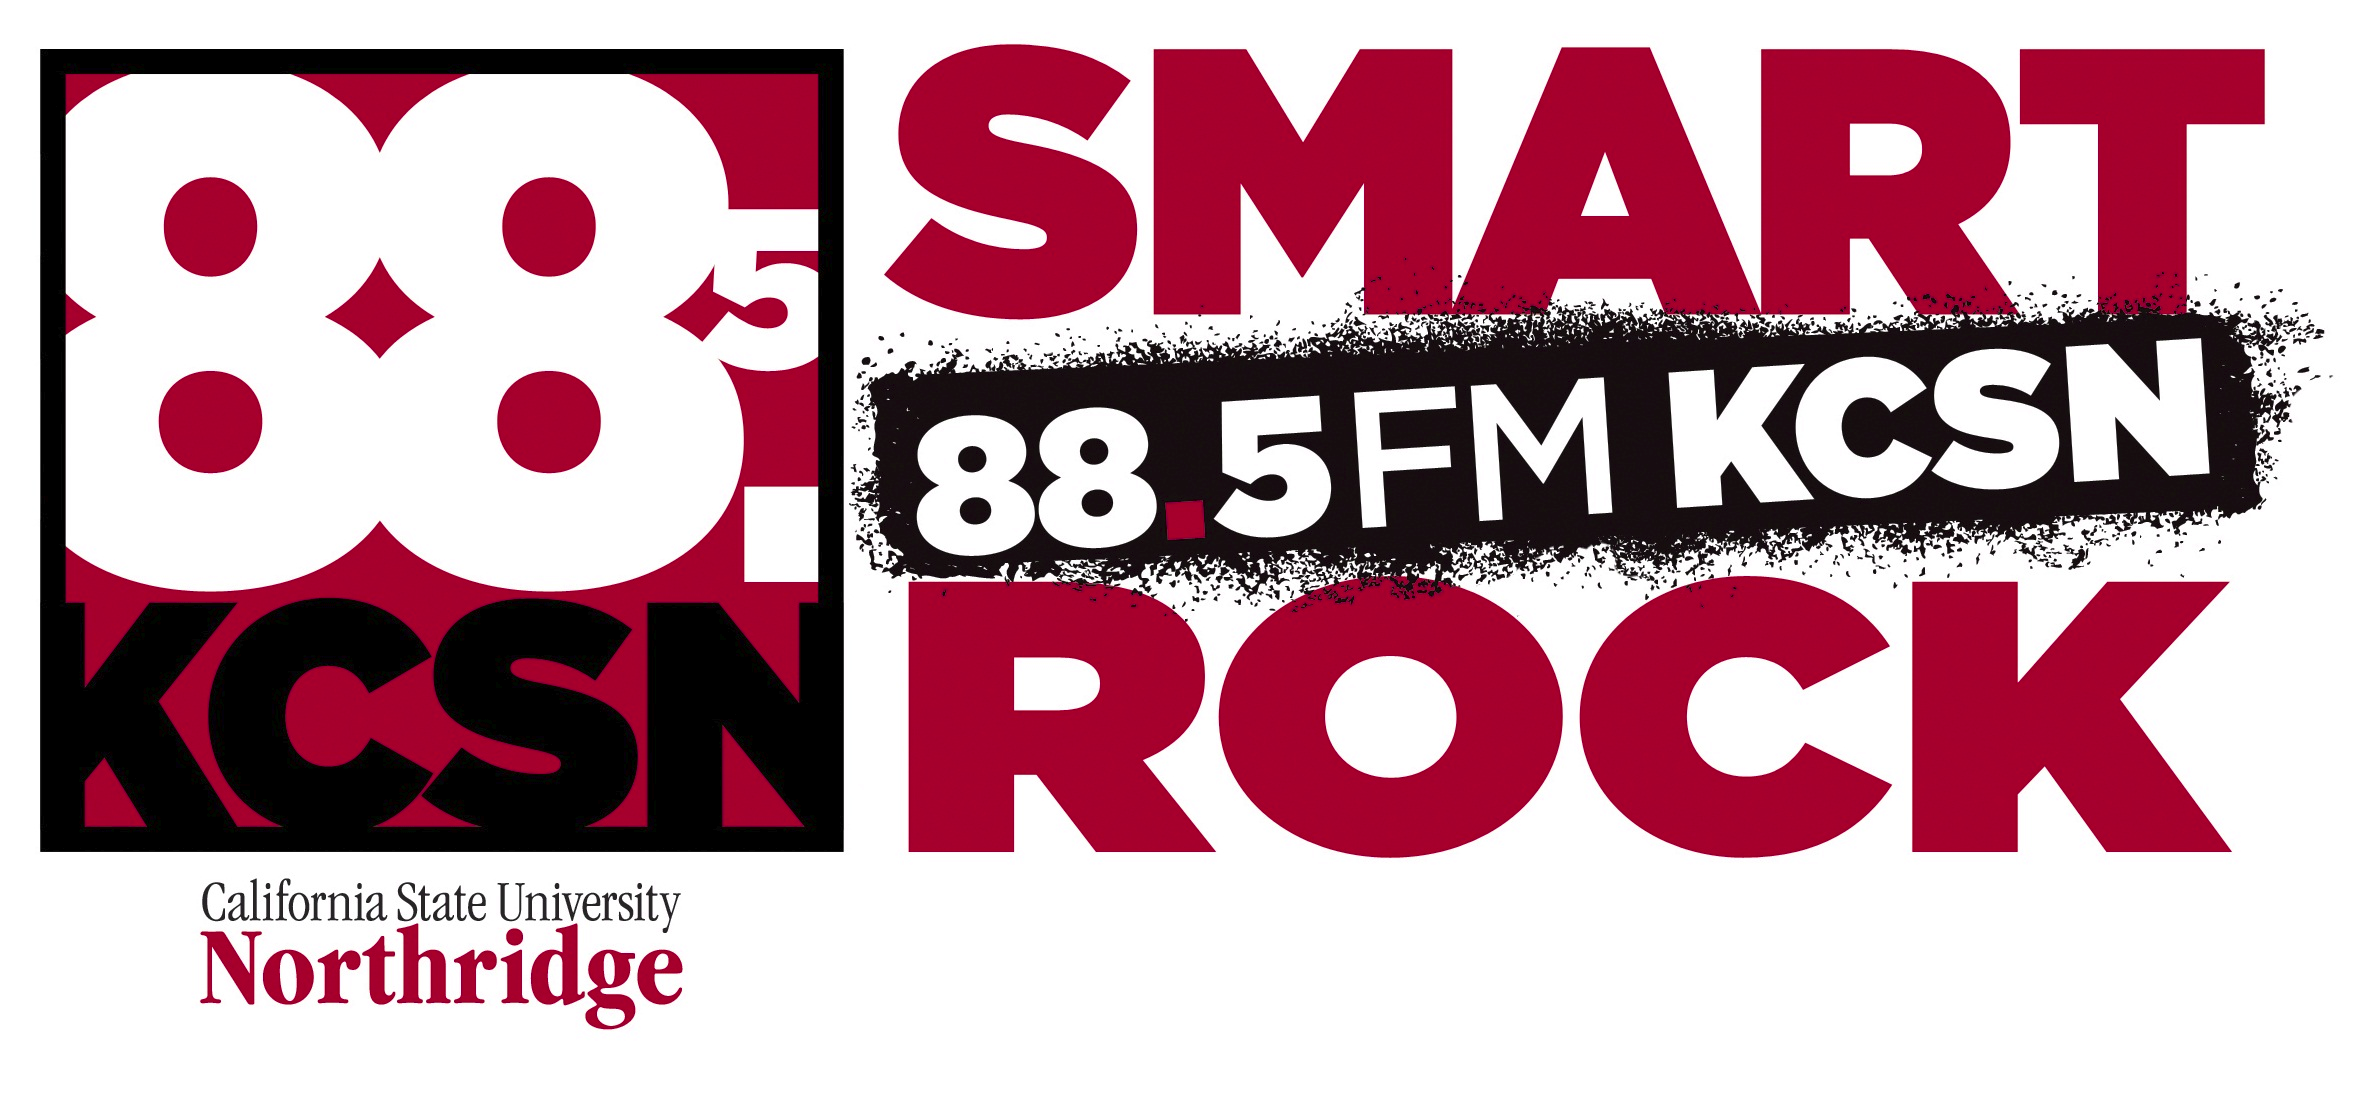 88.5
KCSN
California State University
Northridge
SMART
88.5FM KCSN
ROCK